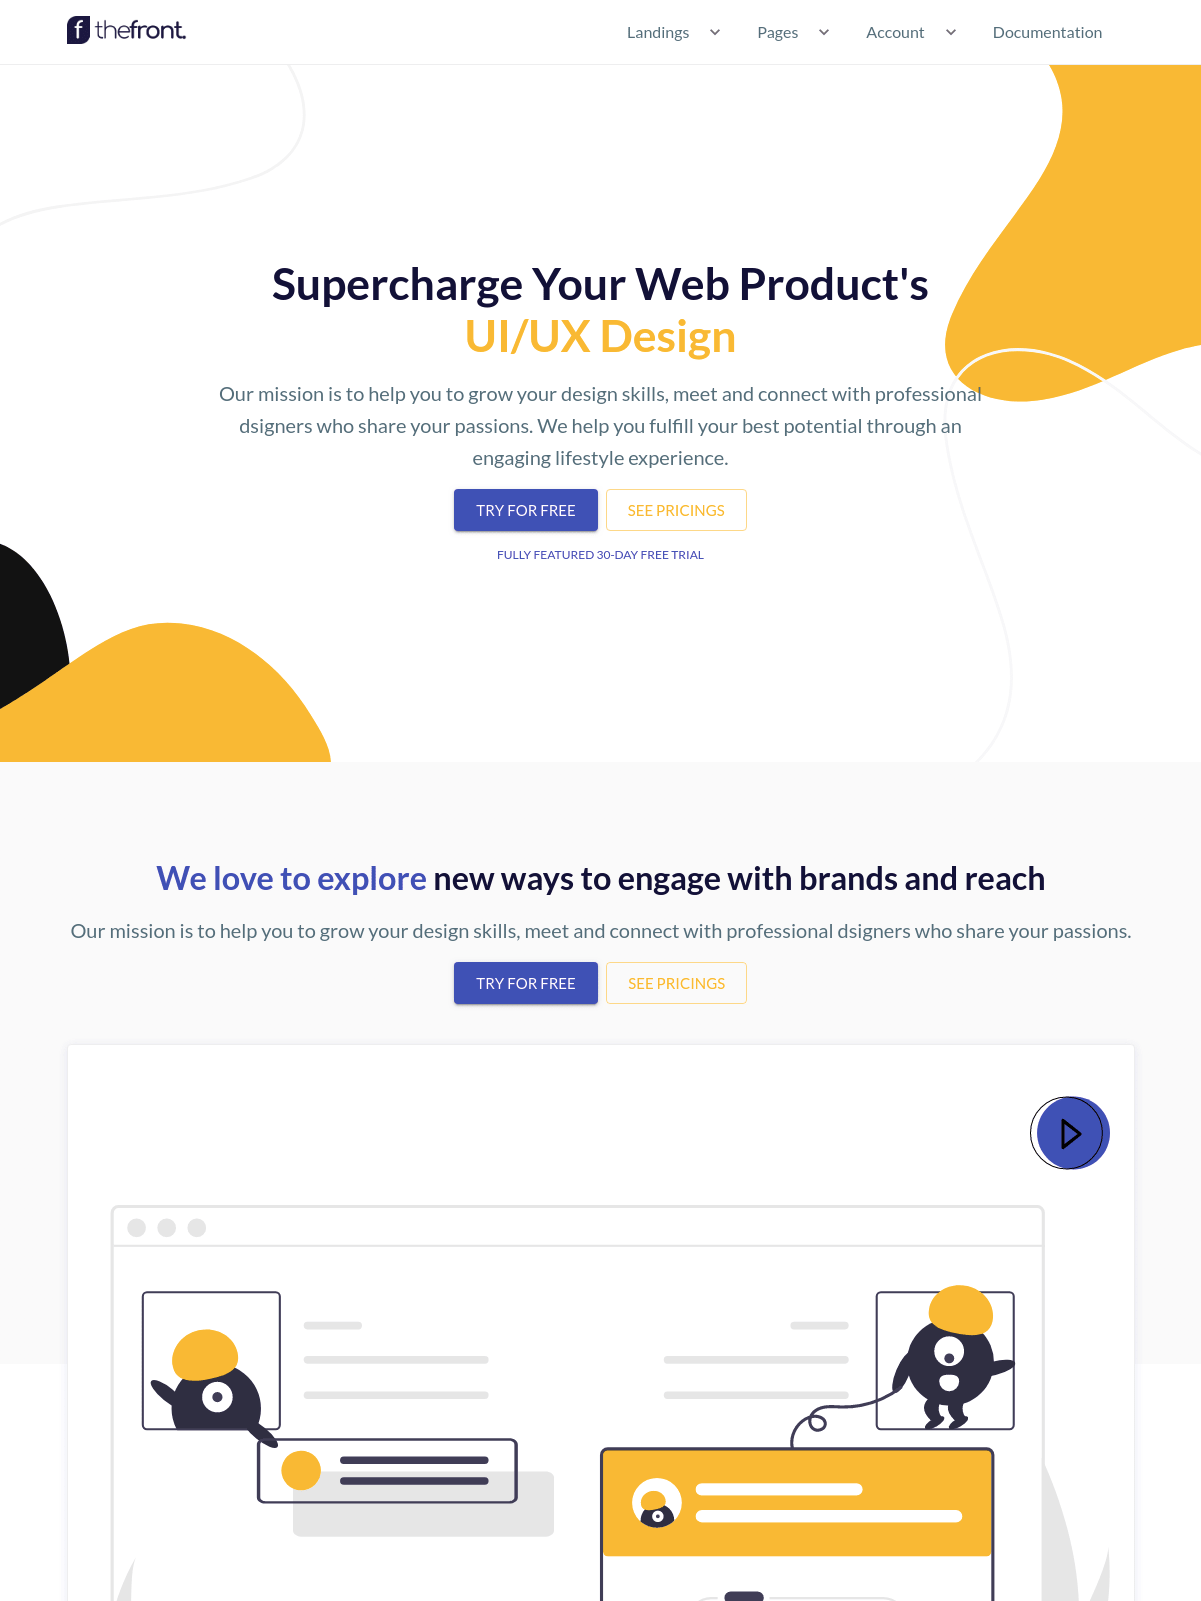 f thefront.
Landings Pages Account Documentation
Supercharge Your Web Product's
UI/UX Design
Our mission is to help you to grow your design skills, meet and connect with professional
dsigners who share your passions. We help you fulfill your best potential through an
engaging lifestyle experience.
TRY FOR FREE SEE PRICINGS
FULLY FEATURED 30-DAY FREE TRIAL
We love to explore new ways to engage with brands and reach
Our mission is to help you to grow your design skills, meet and connect with professional dsigners who share your passions.
TRY FOR FREE SEE PRICINGS